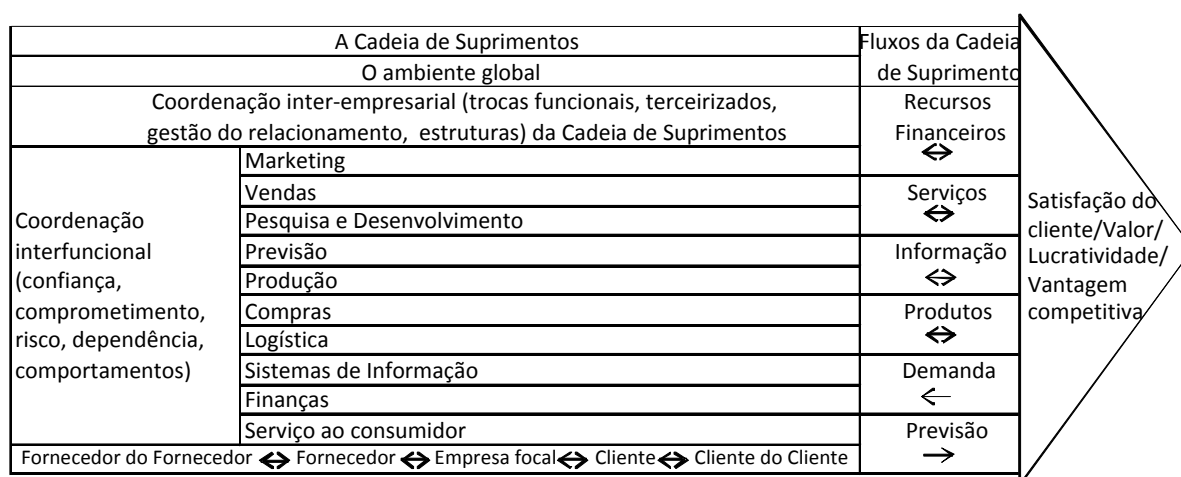 A Cadeia de Suprimentos
O ambiente global
Coordenação inter-empresarial (trocas funcionais, terceirizados,
gestão do relacionamento, estruturas) da Cadeia de Suprimentos
Coordenação
interfuncional
(confiança,
comprometimento,
risco, dependência,
comportamentos)
Marketing
Vendas
Pesquisa e Desenvolvimento
Previsão
Produção
Compras
Logística
Sistemas de Informação
Finanças
Serviço ao consumidor
Fornecedor do Fornecedor ⟷ Fornecedor ⟷ Empresa focal ⟷ Cliente ⟷ Cliente do Cliente
Fluxos da Cadeia
de Suprimento
Recursos
Financeiros
⟷
Serviços
⟷
Informação
⟷
Produtos
⟷
Demanda
←
Previsão
→
Satisfação do
cliente/Valor/
Lucratividade/
Vantagem
competitiva